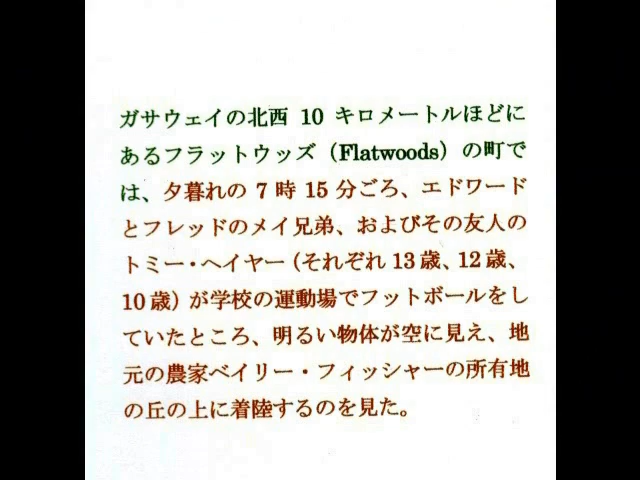 ガサウェイの北西 10 キロメートルほどに
あるフラットウッズ（Flatwoods）の町で
は、夕暮れの 7 時 15 分ごろ、エドワード
とフレッドのメイ兄弟、およびその友人の
トミー・ヘイヤー（それぞれ 13 歳、12 歳、
10 歳）が学校の運動場でフットボールをし
ていたところ、明るい物体が空に見え、地
元の農家ベイリー・フィッシャーの所有地
の丘の上に着陸するのを見た。